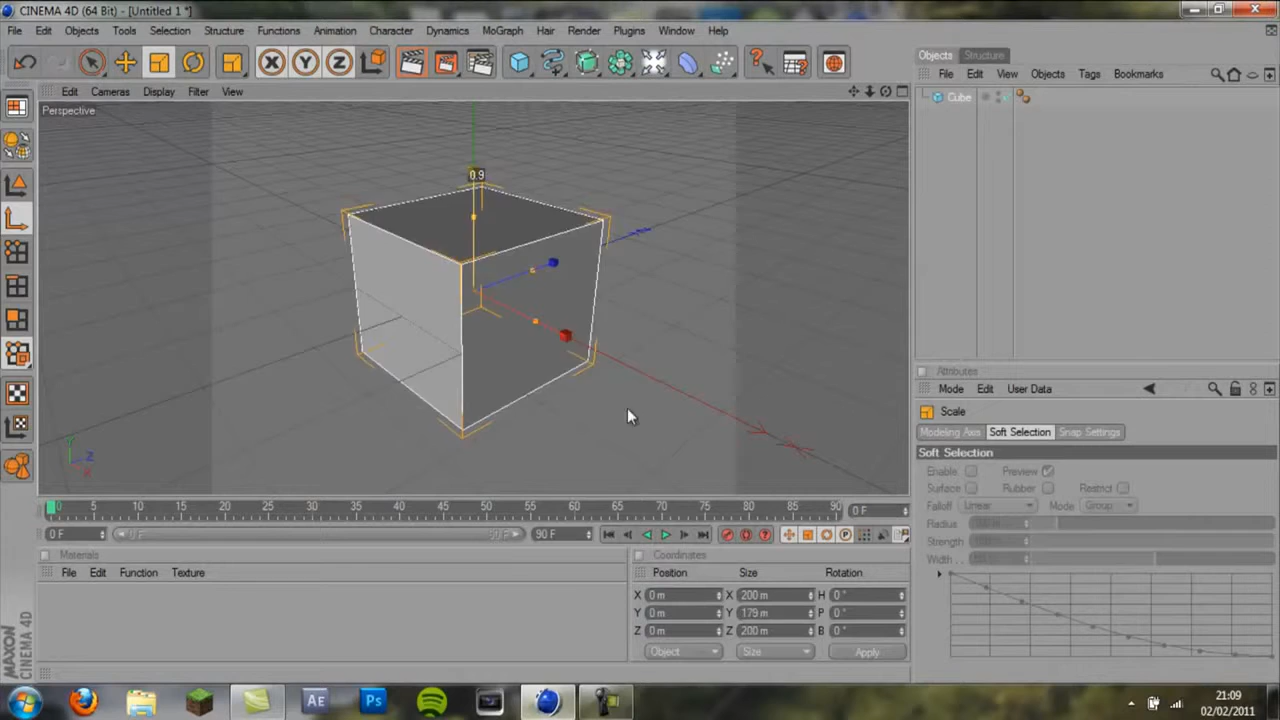 CINEMA 4D (64 Bit) - [Untitled 1 *]
File Edit Objects Tools Selection Structure Functions Animation Character Dynamics MoGraph Hair Render Plugins Window Help
X Y Z
Objects Structure
File Edit View Objects Tags Bookmarks
Cube
Edit Cameras Display Filter View
Perspective
0.9
Y
Z
X
Attributes
Mode Edit User Data
Scale
Modeling Axis Soft Selection Snap Settings
Soft Selection
Enable Preview
Surface Rubber Restrict
Falloff Linear Mode Group
Radius
Strength
Width
0 5 10 15 20 25 30 35 40 45 50 55 60 65 70 75 80 85 90 0 F
0 F 0 F 90 F 90 F
Materials
File Edit Function Texture
Coordinates
Position Size Rotation
X 0 m X 200 m H 0 °
Y 0 m Y 179 m P 0 °
Z 0 m Z 200 m B 0 °
Object Size Apply
MAXON
CINEMA 4D
Ae Ps
21:09
02/02/2011